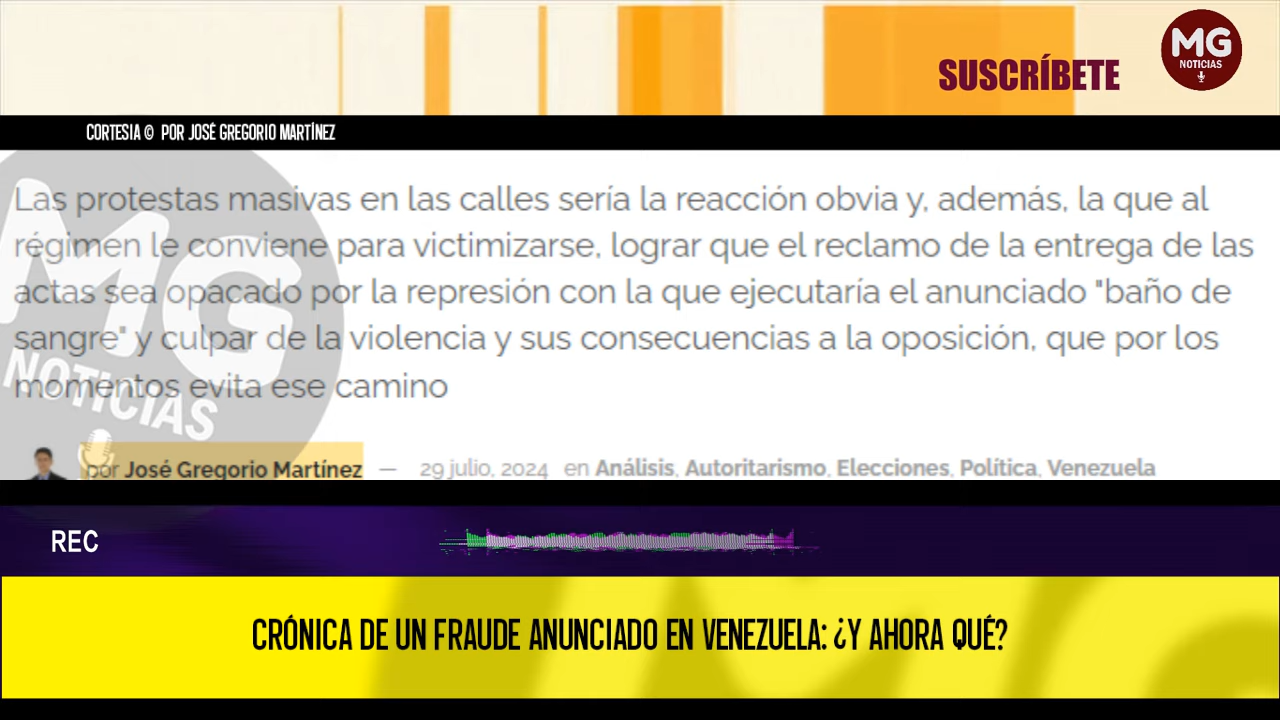 MG
NOTICIAS
SUSCRÍBETE
CORTESIA © POR JOSÉ GREGORIO MARTÍNEZ
Las protestas masivas en las calles sería la reacción obvia y, además, la que al
régimen le conviene para victimizarse, lograr que el reclamo de la entrega de las
actas sea opacado por la represión con la que ejecutaría el anunciado "baño de
sangre" y culpar de la violencia y sus consecuencias a la oposición, que por los
momentos evita ese camino
MG
NOTICIAS
por José Gregorio Martínez — 29 julio, 2024 en Análisis, Autoritarismo, Elecciones, Política, Venezuela
REC
CRÓNICA DE UN FRAUDE ANUNCIADO EN VENEZUELA: ¿Y AHORA QUÉ?